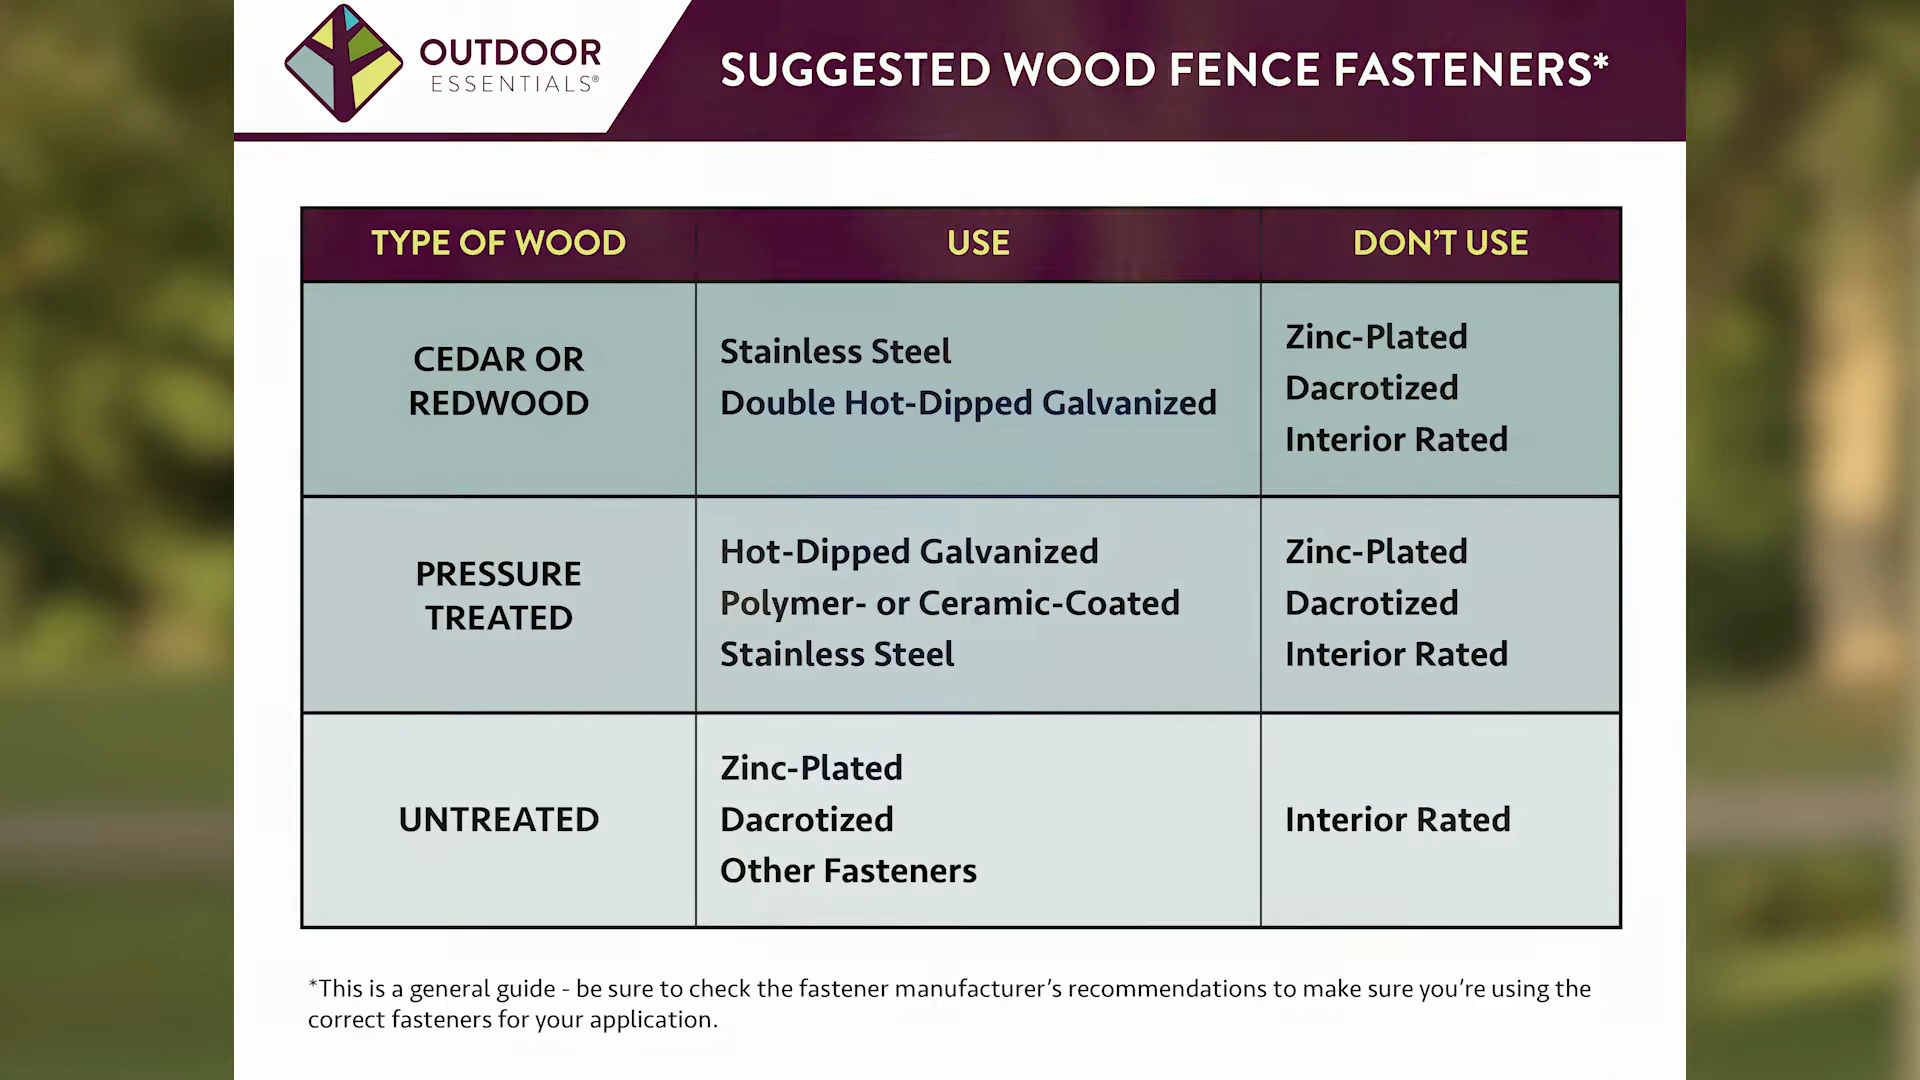 OUTDOOR
ESSENTIALS®
SUGGESTED WOOD FENCE FASTENERS*
TYPE OF WOOD
USE
DON'T USE
CEDAR OR
REDWOOD
Stainless Steel
Double Hot-Dipped Galvanized
Zinc-Plated
Dacrotized
Interior Rated
PRESSURE
TREATED
Hot-Dipped Galvanized
Polymer- or Ceramic-Coated
Stainless Steel
Zinc-Plated
Dacrotized
Interior Rated
UNTREATED
Zinc-Plated
Dacrotized
Other Fasteners
Interior Rated
*This is a general guide - be sure to check the fastener manufacturer's recommendations to make sure you're using the
correct fasteners for your application.